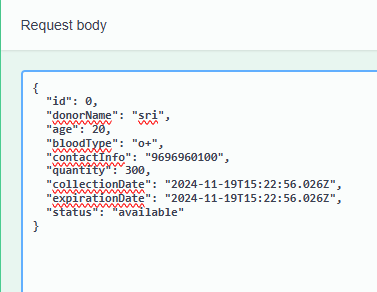 Request body
{
"id": 0,
"donorName": "sri",
"age": 20,
"bloodType": "o+",
"contactInfo": "9696960100",
"quantity": 300,
"collectionDate": "2024-11-19T15:22:56.026Z",
"expirationDate": "2024-11-19T15:22:56.026Z",
"status": "available"
}